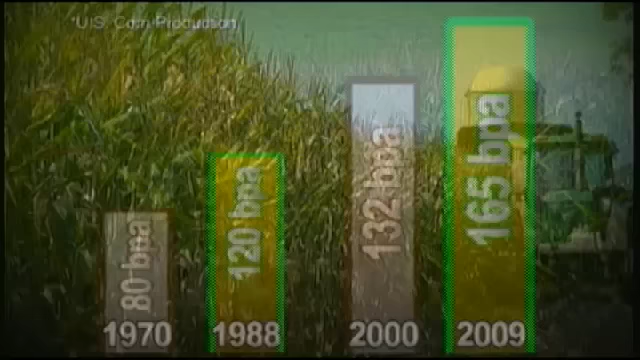 *U.S. Corn Production
80 bpa
120 bpa
132 bpa
165 bpa
1970
1988
2000
2009